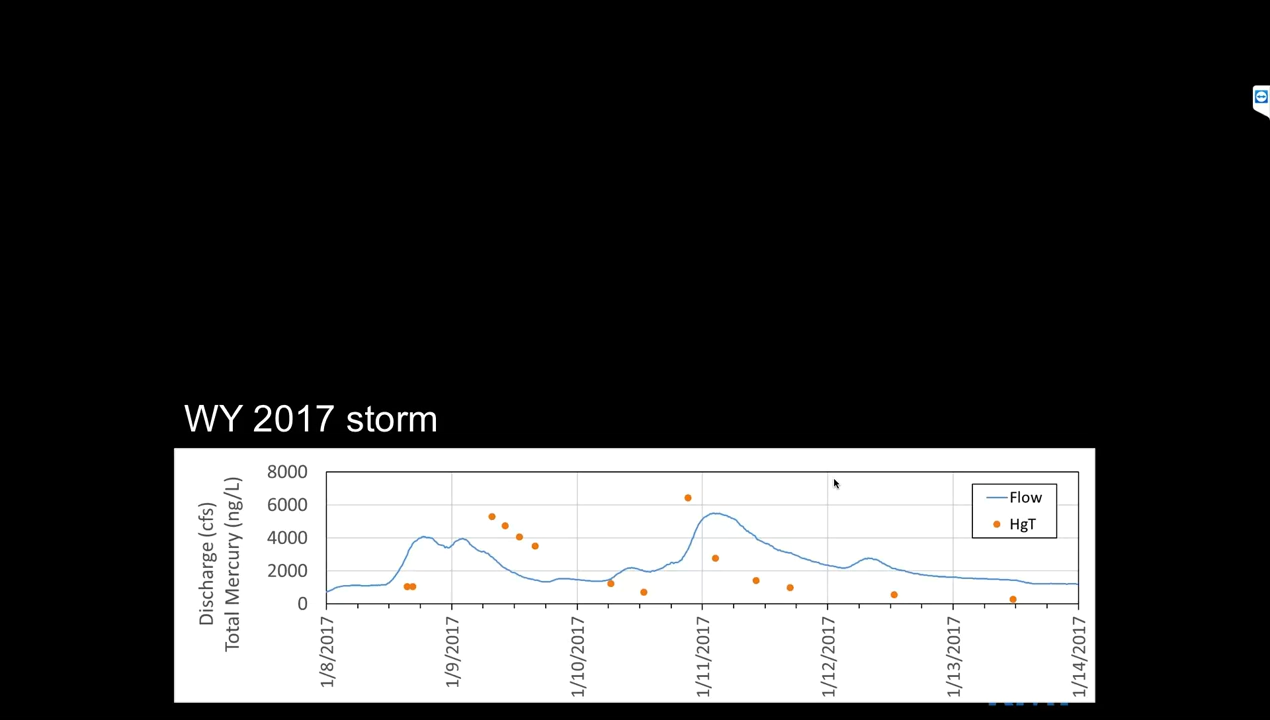 WY 2017 storm
Discharge (cfs)
Total Mercury (ng/L)
8000
6000
4000
2000
0
Flow
HgT
1/8/2017
1/9/2017
1/10/2017
1/11/2017
1/12/2017
1/13/2017
1/14/2017